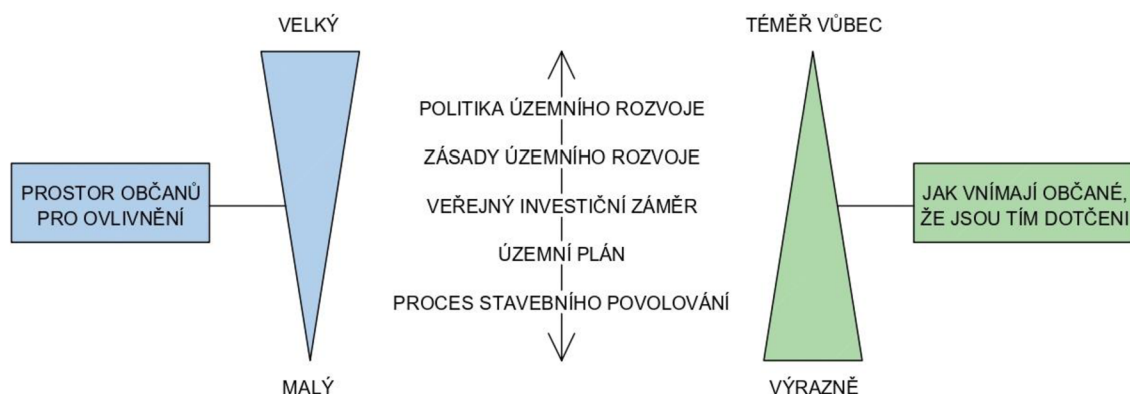 VELKÝ
TÉMĚŘ VŮBEC
POLITIKA ÚZEMNÍHO ROZVOJE
ZÁSADY ÚZEMNÍHO ROZVOJE
PROSTOR OBČANŮ
PRO OVLIVNĚNÍ
VEŘEJNÝ INVESTIČNÍ ZÁMĚR
JAK VNÍMAJÍ OBČANÉ,
ŽE JSOU TÍM DOTČENI
ÚZEMNÍ PLÁN
PROCES STAVEBNÍHO POVOLOVÁNÍ
MALÝ
VÝRAZNĚ